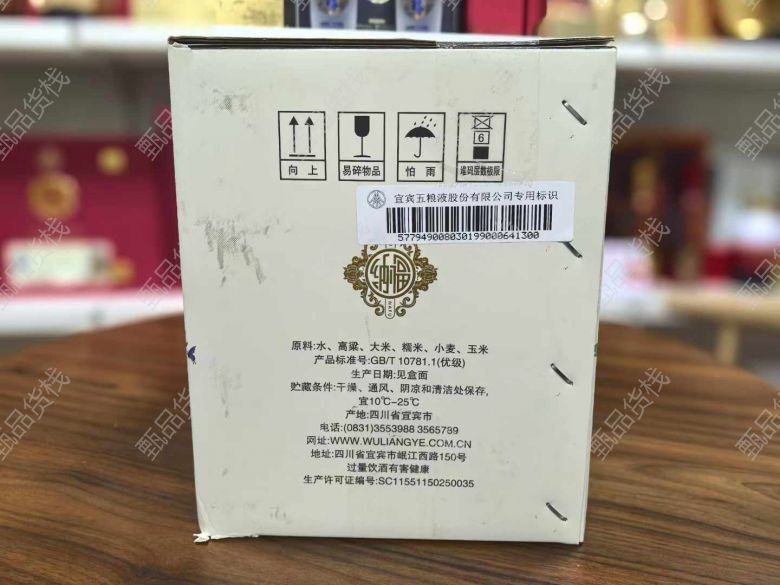 向上
易碎物品
怕雨
6
堆码层数极限
宜宾五粮液股份有限公司专用标识
577949008030199000641300
纳福
原料:水、高粱、大米、糯米、小麦、玉米
产品标准号:GB/T 10781.1(优级)
生产日期:见盒面
贮藏条件:干燥、通风、阴凉和清洁处保存,
宜10℃-25℃
产地:四川省宜宾市
电话:(0831)3553988 3565789
网址:WWW.WULIANGYE.COM.CN
地址:四川省宜宾市岷江西路150号
过量饮酒有害健康
生产许可证编号:SC11551150250035
甄品货栈